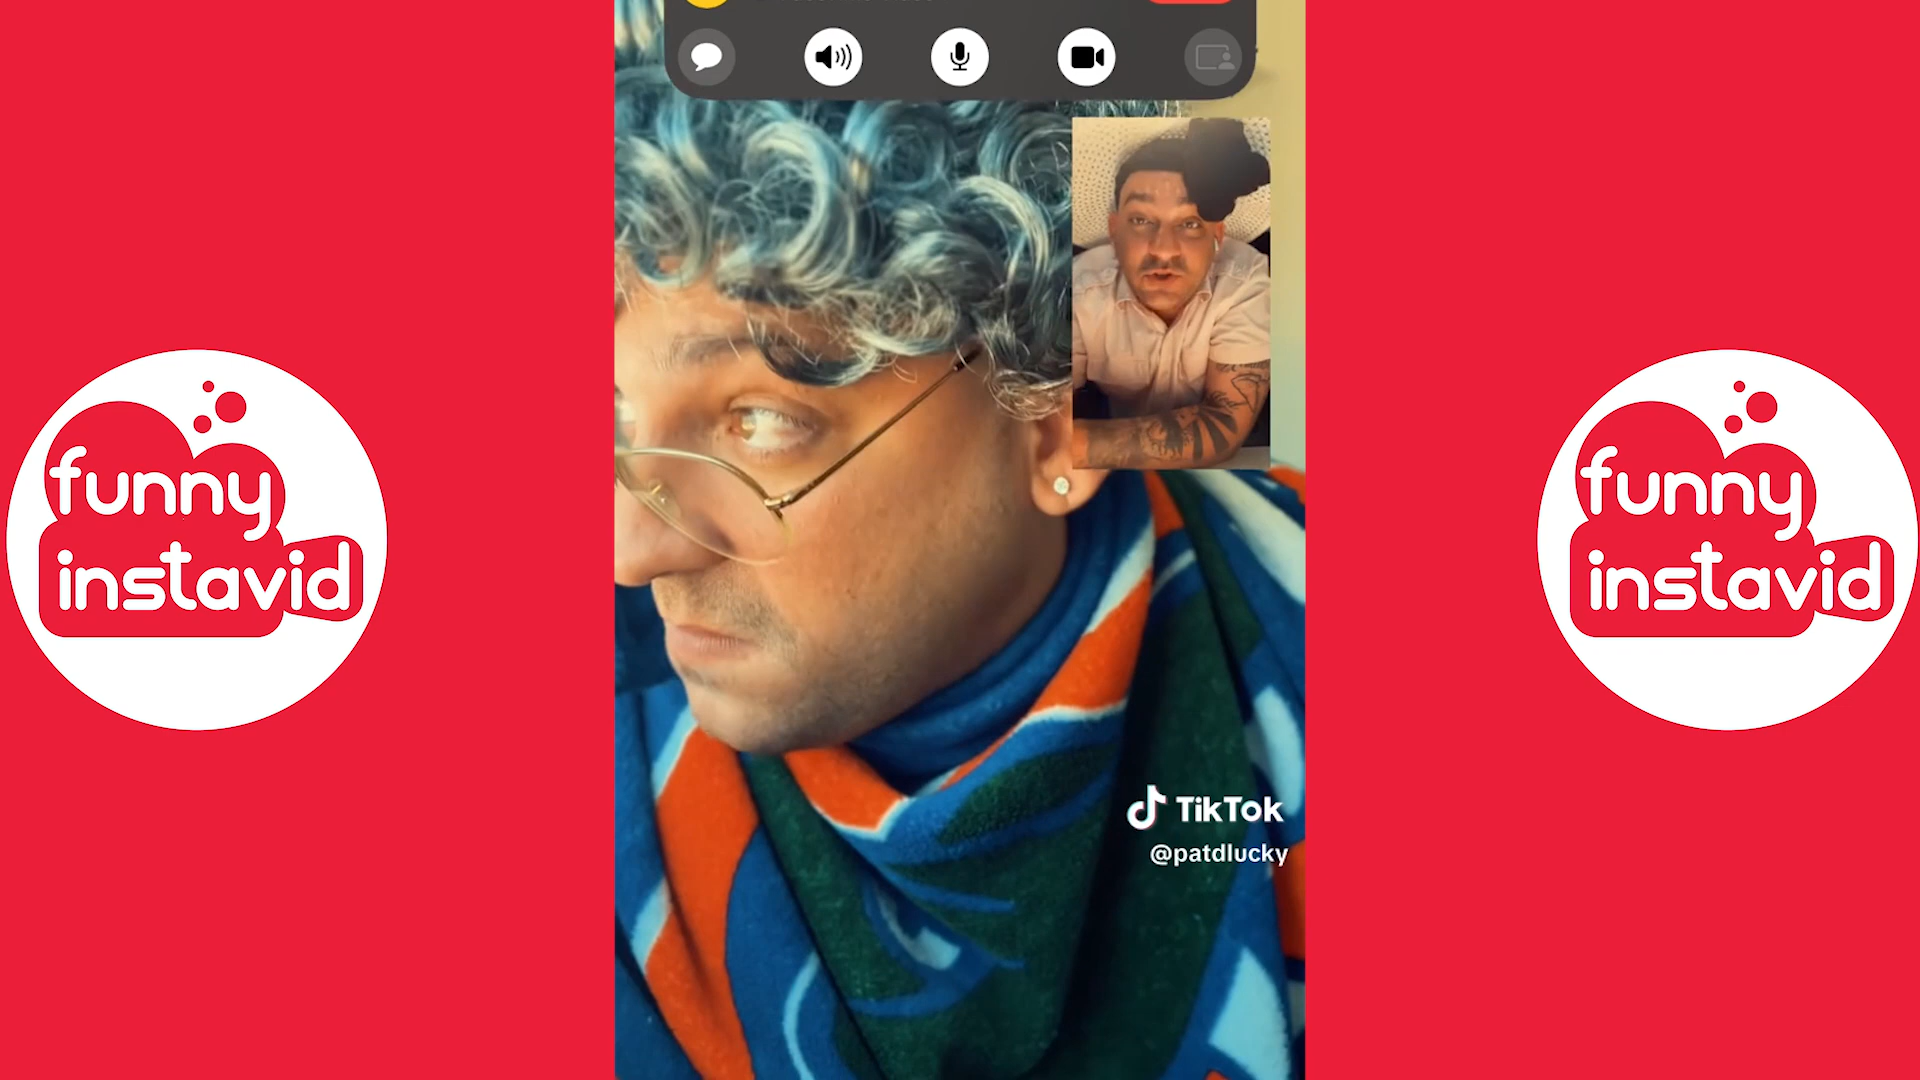 funny
instavid
TikTok
@patdlucky
funny
instavid